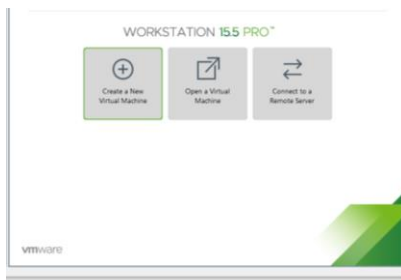 WORKSTATION 15.5 PRO™
Create a New
Virtual Machine
Open a Virtual
Machine
Connect to a
Remote Server
vmware